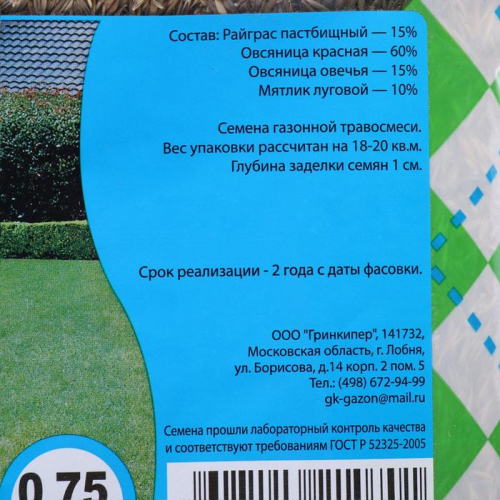 Состав: Райграс пастбищный — 15%
Овсяница красная — 60%
Овсяница овечья — 15%
Мятлик луговой — 10%
Семена газонной травосмеси.
Вес упаковки рассчитан на 18-20 кв.м.
Глубина заделки семян 1 см.
Срок реализации - 2 года с даты фасовки.
ООО "Гринкипер", 141732,
Московская область, г. Лобня,
ул. Борисова, д.14 корп. 2 пом. 5
Тел.: (498) 672-94-99
gk-gazon@mail.ru
Семена прошли лабораторный контроль качества
и соответствуют требованиям ГОСТ Р 52325-2005
0,75